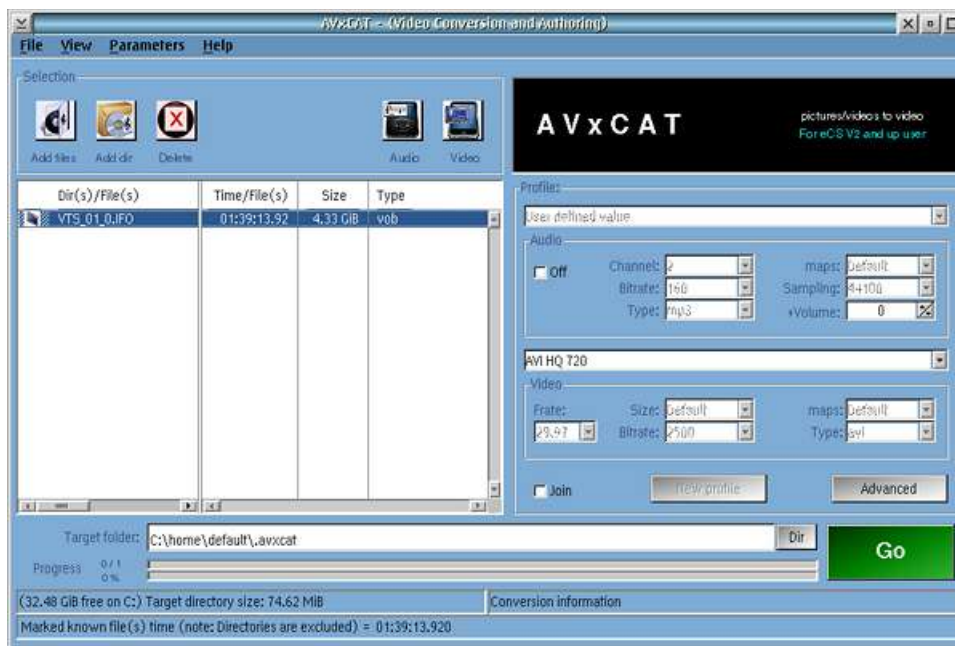 AVxCAT - (Video Conversion and Authoring)
File View Parameters Help
Selection
Add files Add dir Delete Audio Video
AVxCAT
pictures/videos to video
For eCS V2 and up user
Dir(s)/File(s) Time/File(s) Size Type
VTS_01_0.IFO 01:39:13.92 4.33 GiB vob
Profile:
User defined value
Audio
Off
Channel: 2 maps: Default
Bitrate: 160 Sampling: 44100
Type: mp3 +Volume: 0
AVI HQ 720
Video
Frate: Size: Default maps: Default
29.97 Bitrate: 2500 Type: avi
Join New profile Advanced
Target folder: C:\home\default\.avxcat Dir
Go
Progress 0/1
0%
(32.48 GiB free on C:) Target directory size: 74.62 MiB Conversion information
Marked known file(s) time (note: Directories are excluded) = 01:39:13.920